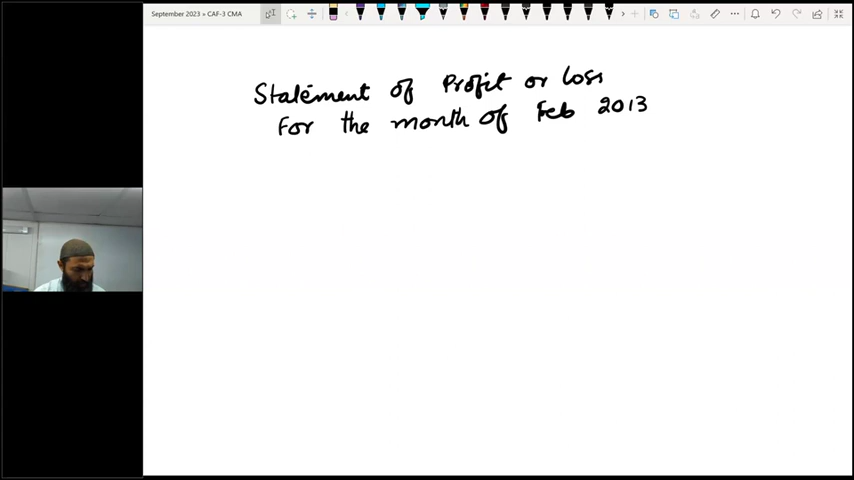 September 2023 » CAF-3 CMA
Statement of Profit or Loss
For the month of Feb 2013